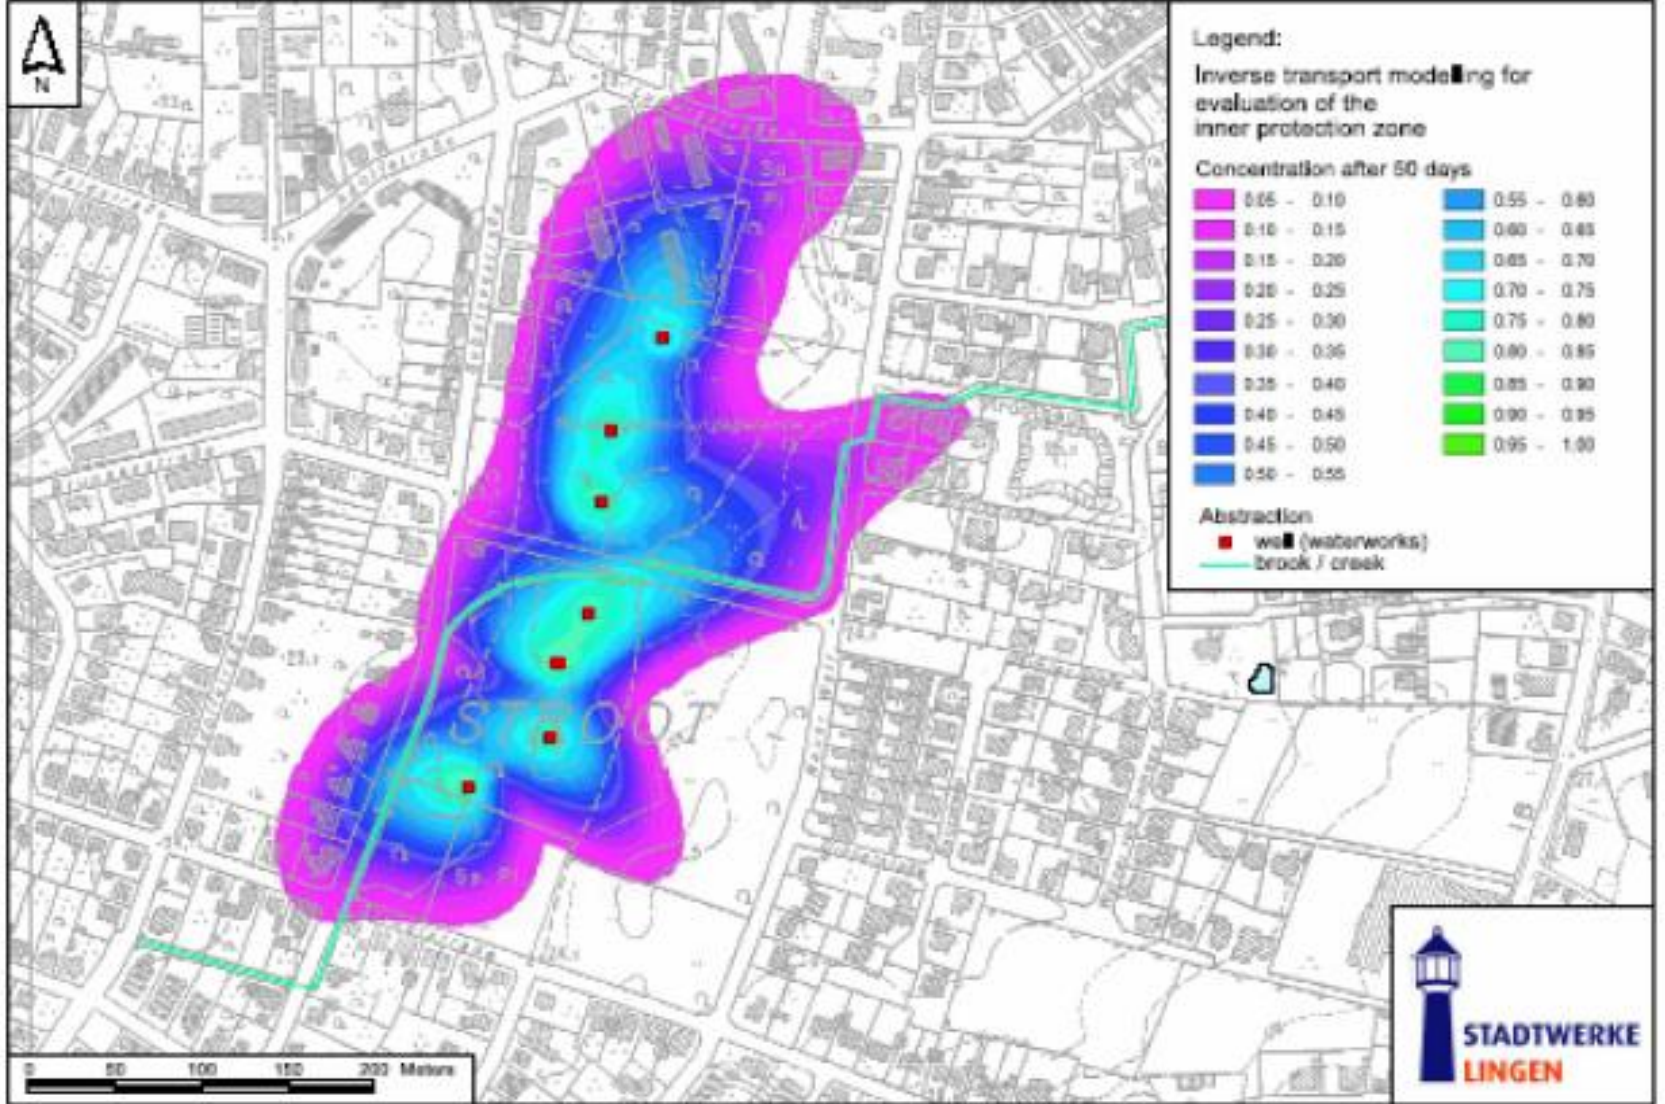 N
Legend:
Inverse transport modelling for
evaluation of the
inner protection zone
Concentration after 50 days
0.05 - 0.10
0.10 - 0.15
0.15 - 0.20
0.20 - 0.25
0.25 - 0.30
0.30 - 0.35
0.35 - 0.40
0.40 - 0.45
0.45 - 0.50
0.50 - 0.55
0.55 - 0.60
0.60 - 0.65
0.65 - 0.70
0.70 - 0.75
0.75 - 0.80
0.80 - 0.85
0.85 - 0.90
0.90 - 0.95
0.95 - 1.00
Abstraction
well (waterworks)
brook / creek
STROOT
0 50 100 150 200 Meters
STADTWERKE
LINGEN